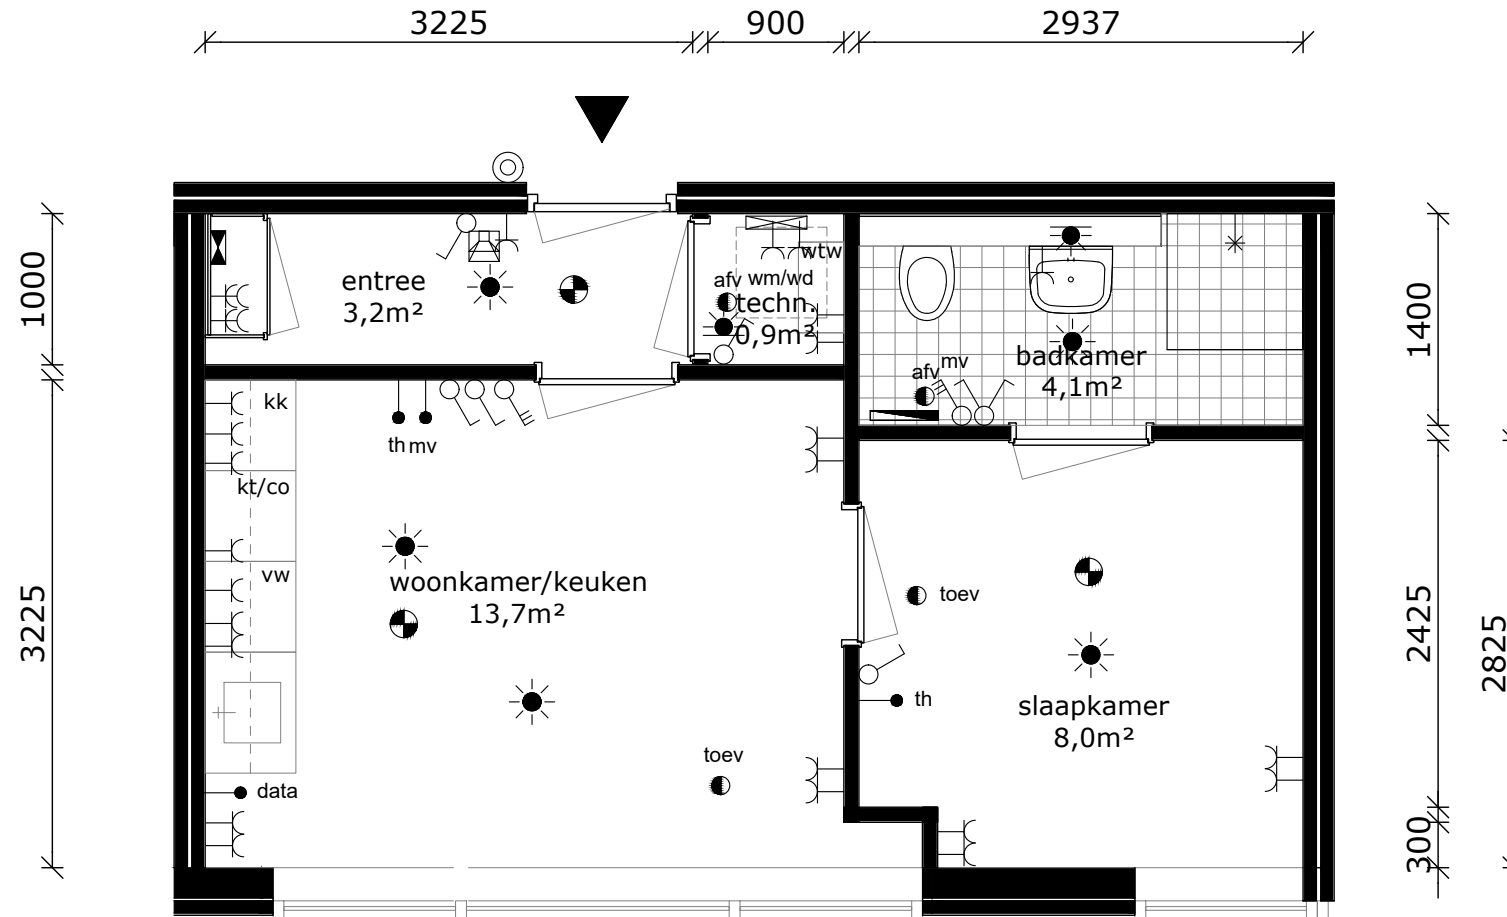 3225
900
2937
1000
3225
entree
3,2m²
wtw
afv
wm/wd
techn.
0,9m²
badkamer
4,1m²
afv
mv
1400
2425
2825
300
kk
th
mv
kt/co
vw
woonkamer/keuken
13,7m²
toev
th
slaapkamer
8,0m²
toev
data